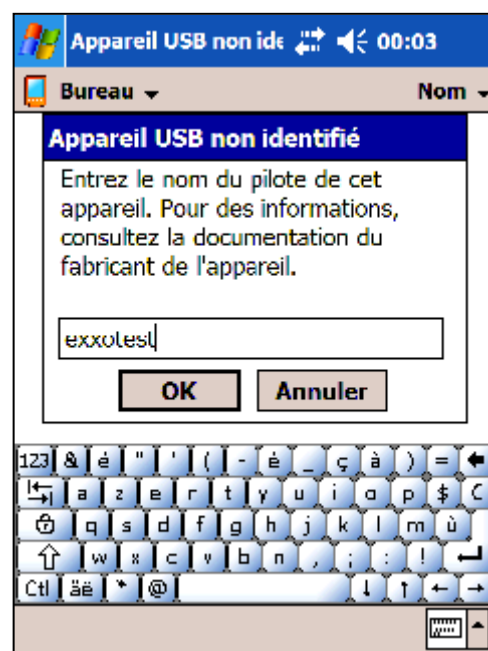 Appareil USB non ide 00:03
Bureau Nom
Appareil USB non identifié
Entrez le nom du pilote de cet
appareil. Pour des informations,
consultez la documentation du
fabricant de l'appareil.
exxotest
OK Annuler
123 & é " ' ( - è _ ç à ) =
a z e r t y u i o p $ C
q s d f g h j k l m ù
w x c v b n , ; : !
Ctl äë * @